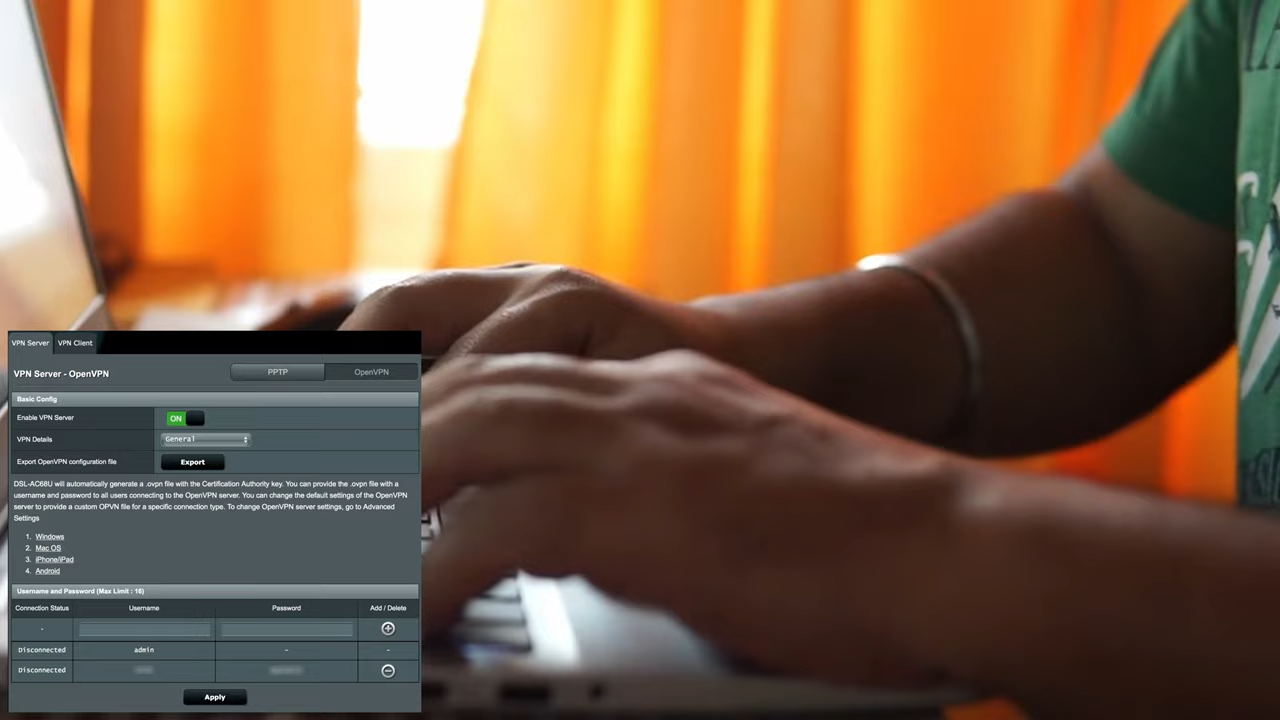 VPN Server VPN Client
VPN Server - OpenVPN PPTP OpenVPN
Basic Config
Enable VPN Server ON
VPN Details General
Export OpenVPN configuration file Export
DSL-AC68U will automatically generate a .ovpn file with the Certification Authority key. You can provide the .ovpn file with a
username and password to all users connecting to the OpenVPN server. You can change the default settings of the OpenVPN
server to provide a custom OPVN file for a specific connection type. To change OpenVPN server settings, go to Advanced
Settings
1. Windows
2. Mac OS
3. iPhone/iPad
4. Android
Username and Password (Max Limit : 16)
Connection Status Username Password Add / Delete
-
Disconnected admin - -
Disconnected
Apply